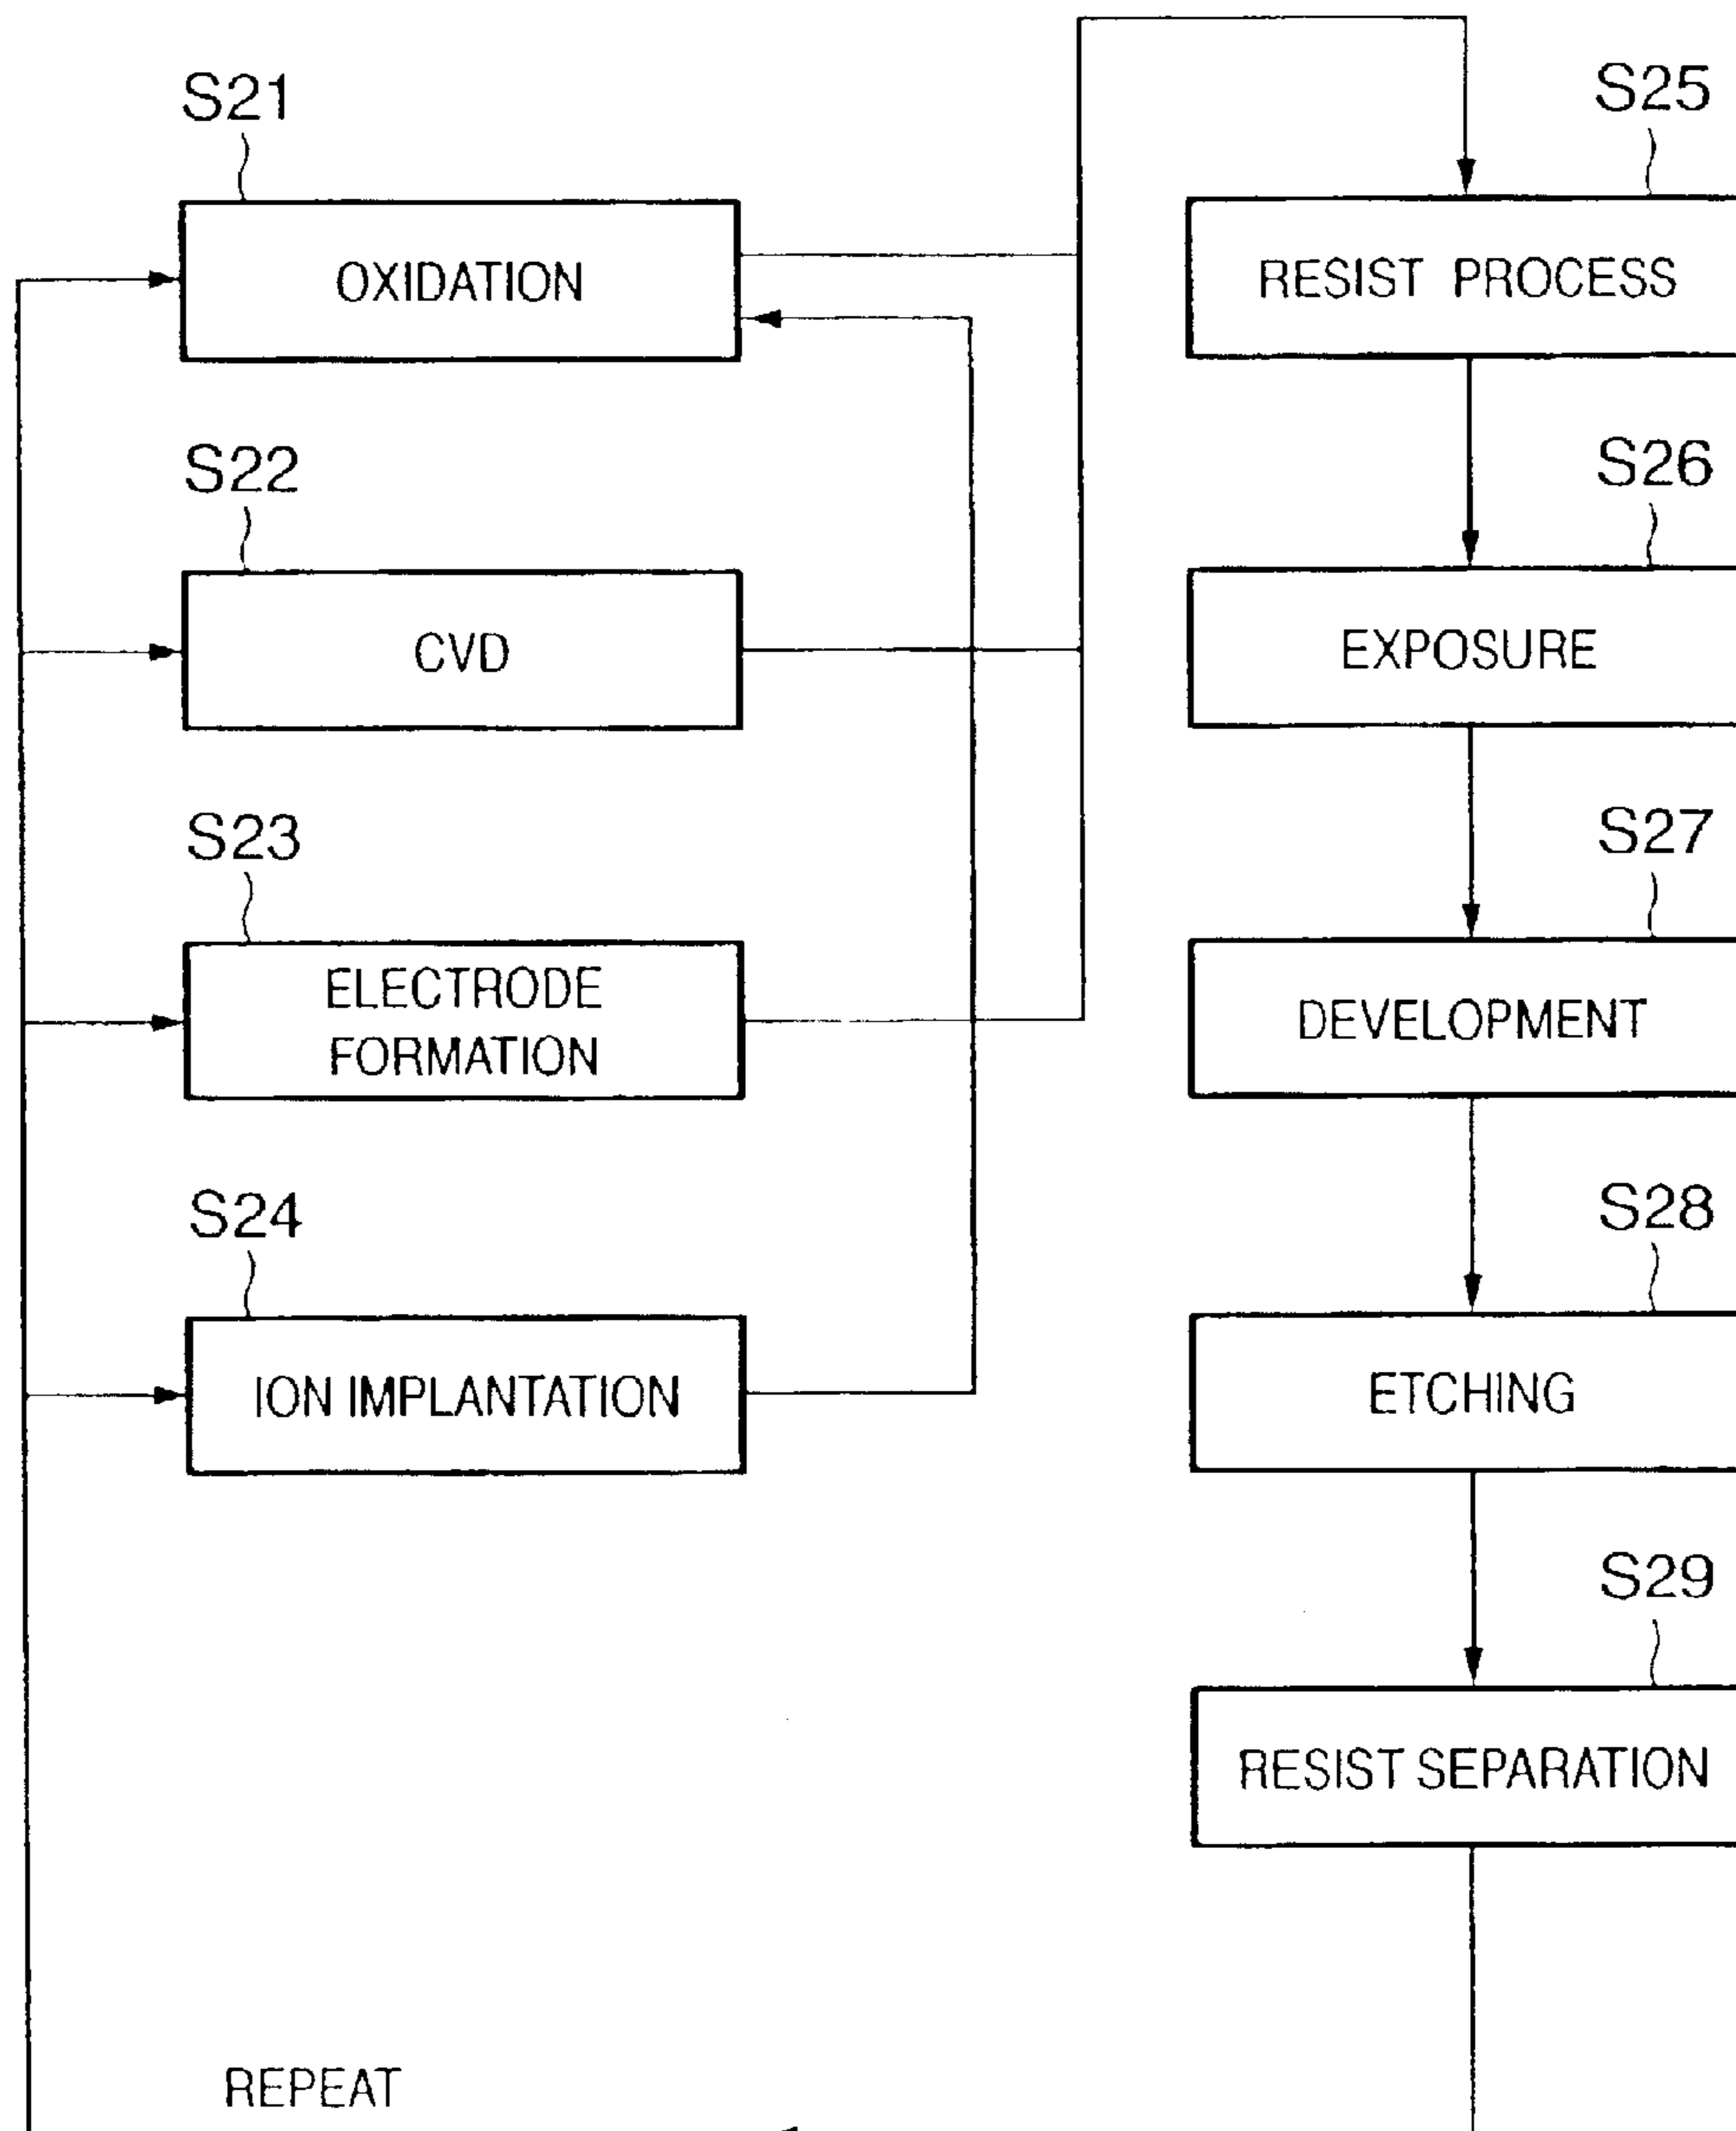 S21
OXIDATION
S22
CVD
S23
ELECTRODE
FORMATION
S24
ION IMPLANTATION
REPEAT
S25
RESIST PROCESS
S26
EXPOSURE
S27
DEVELOPMENT
S28
ETCHING
S29
RESIST SEPARATION